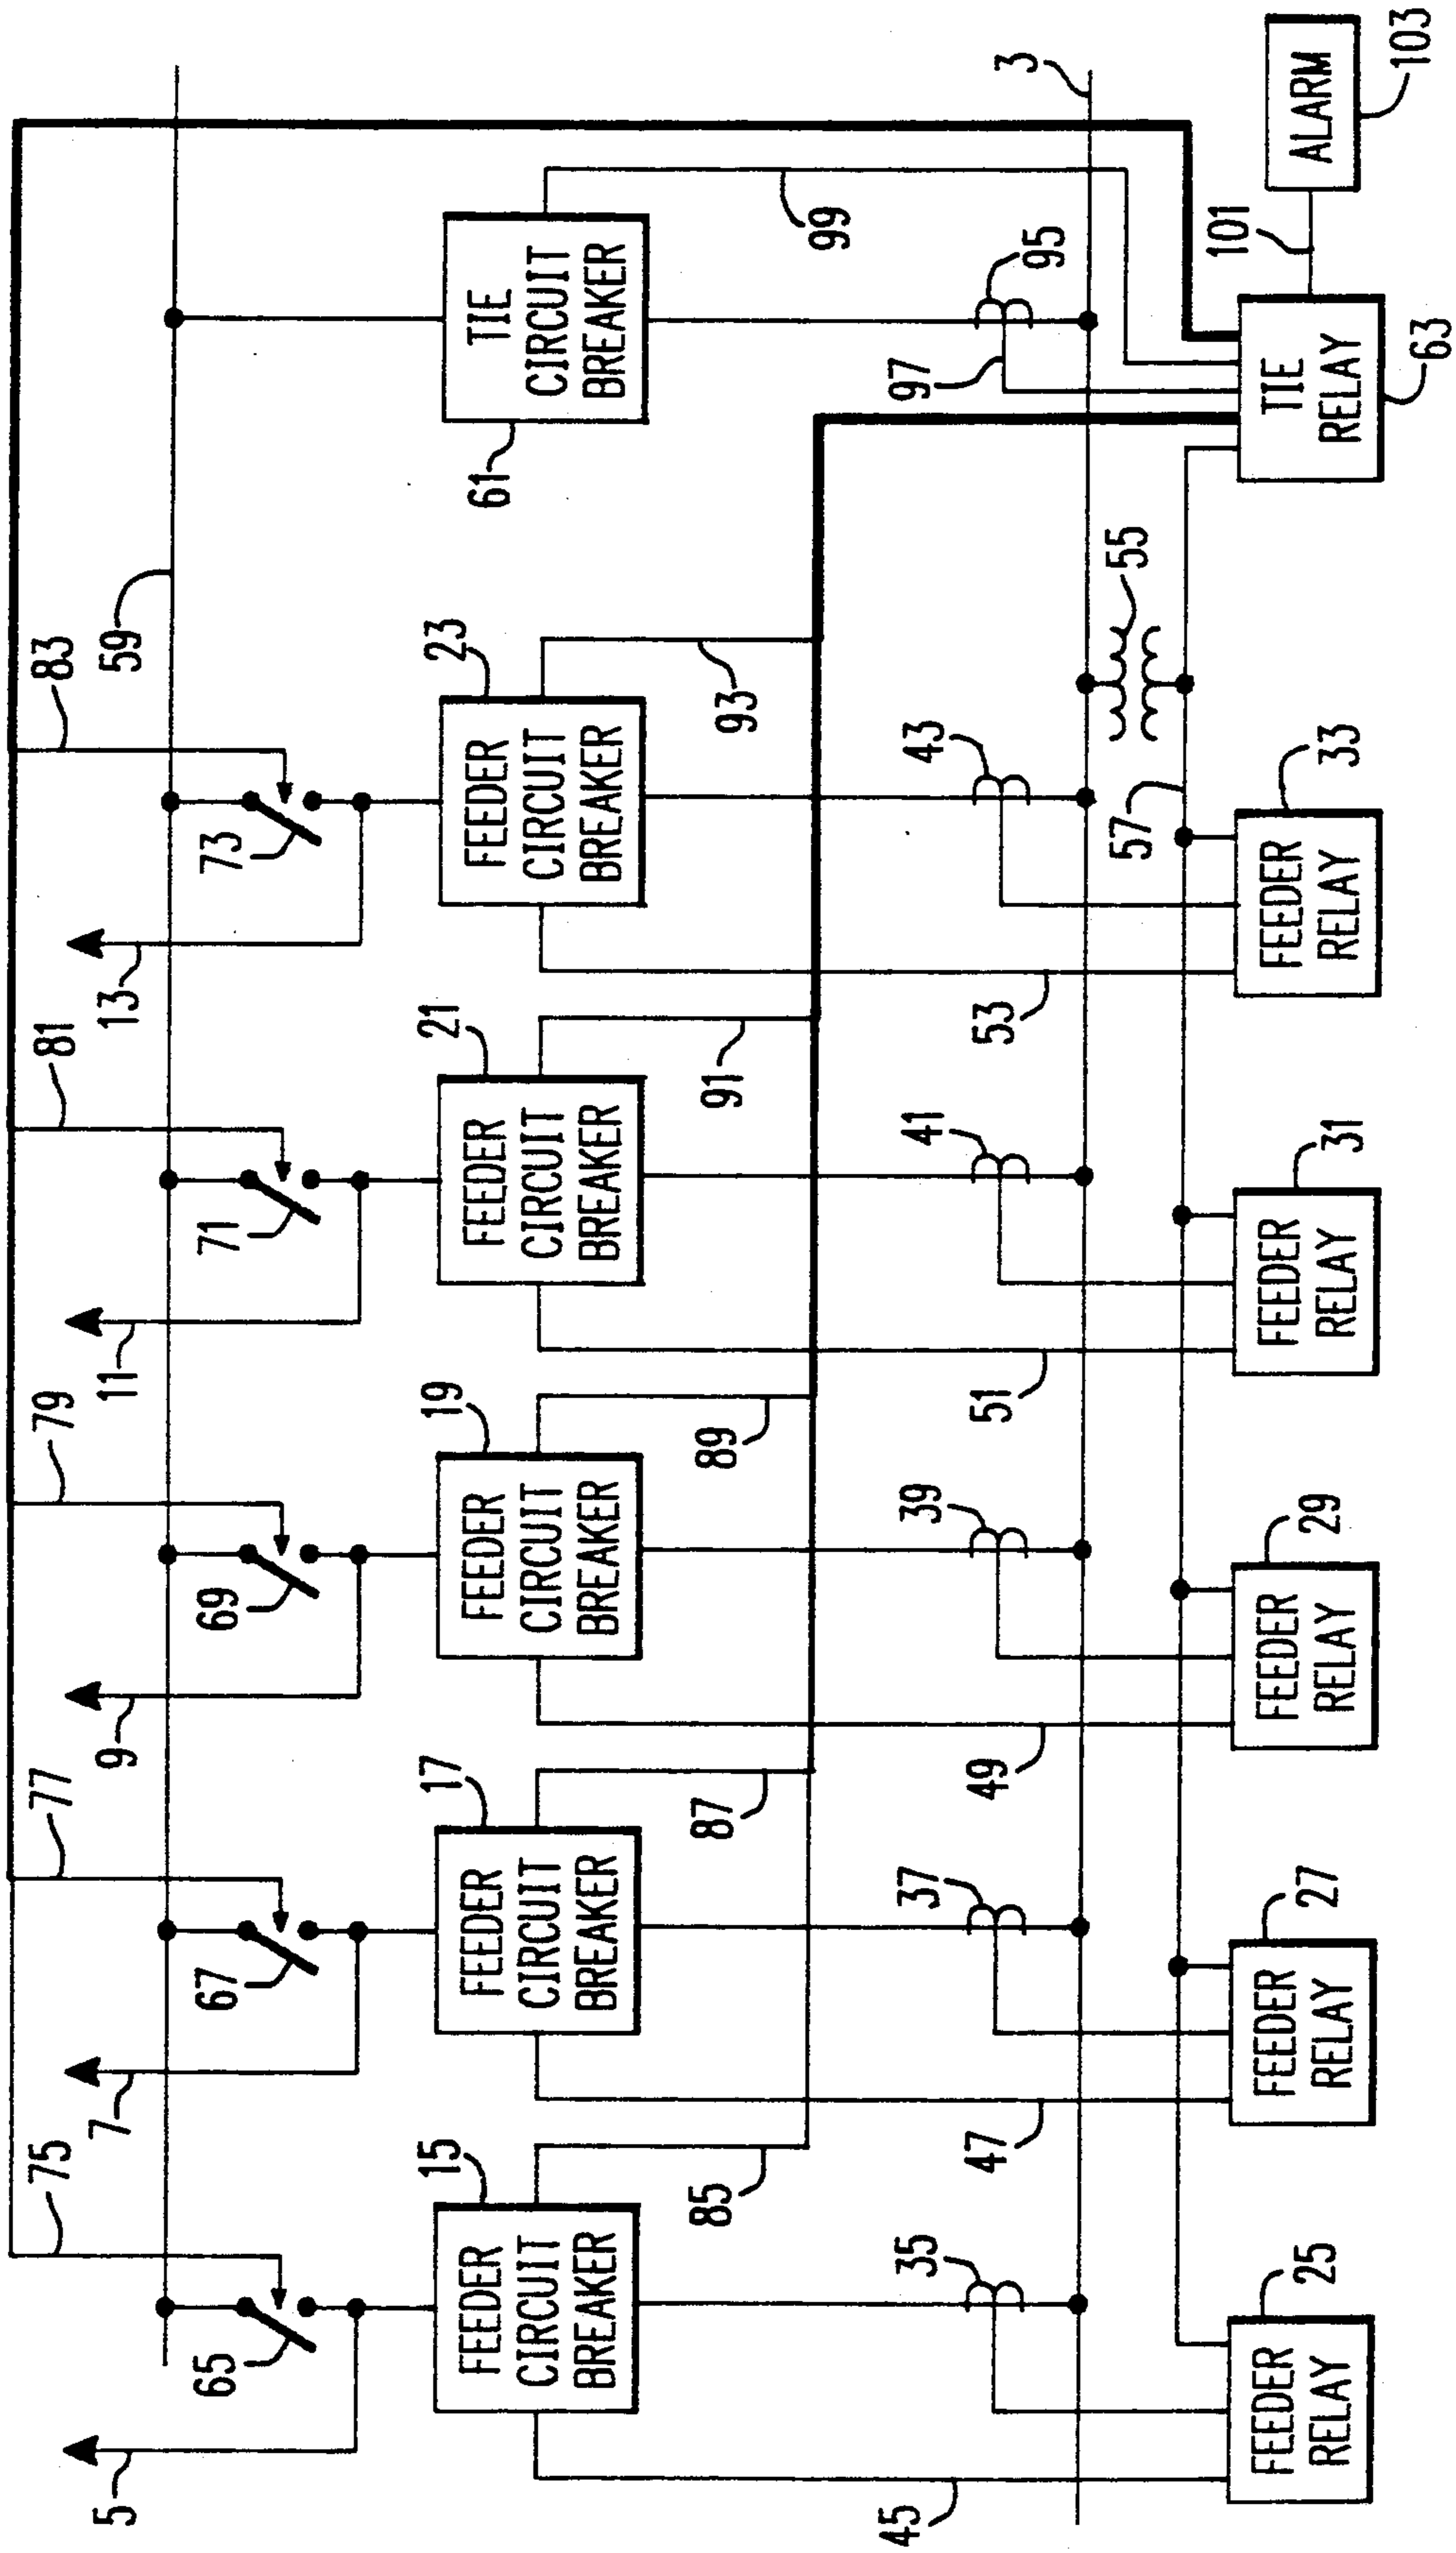 75
77
79
81
83
5
7
9
11
13
59
65
67
69
71
73
15
17
19
21
23
FEEDER
CIRCUIT
BREAKER
FEEDER
CIRCUIT
BREAKER
FEEDER
CIRCUIT
BREAKER
FEEDER
CIRCUIT
BREAKER
FEEDER
CIRCUIT
BREAKER
TIE
CIRCUIT
BREAKER
61
85
87
89
91
93
99
35
37
39
41
43
97
95
3
45
47
49
51
53
57
55
101
25
27
29
31
33
FEEDER
RELAY
FEEDER
RELAY
FEEDER
RELAY
FEEDER
RELAY
FEEDER
RELAY
TIE
RELAY
63
ALARM
103